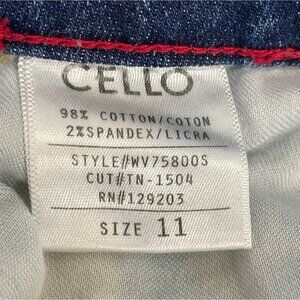 CELLO
98% COTTON/COTON
2%SPANDEX/LICRA
STYLE#WV75800S
CUT#TN-1504
RN#129203
SIZE 11